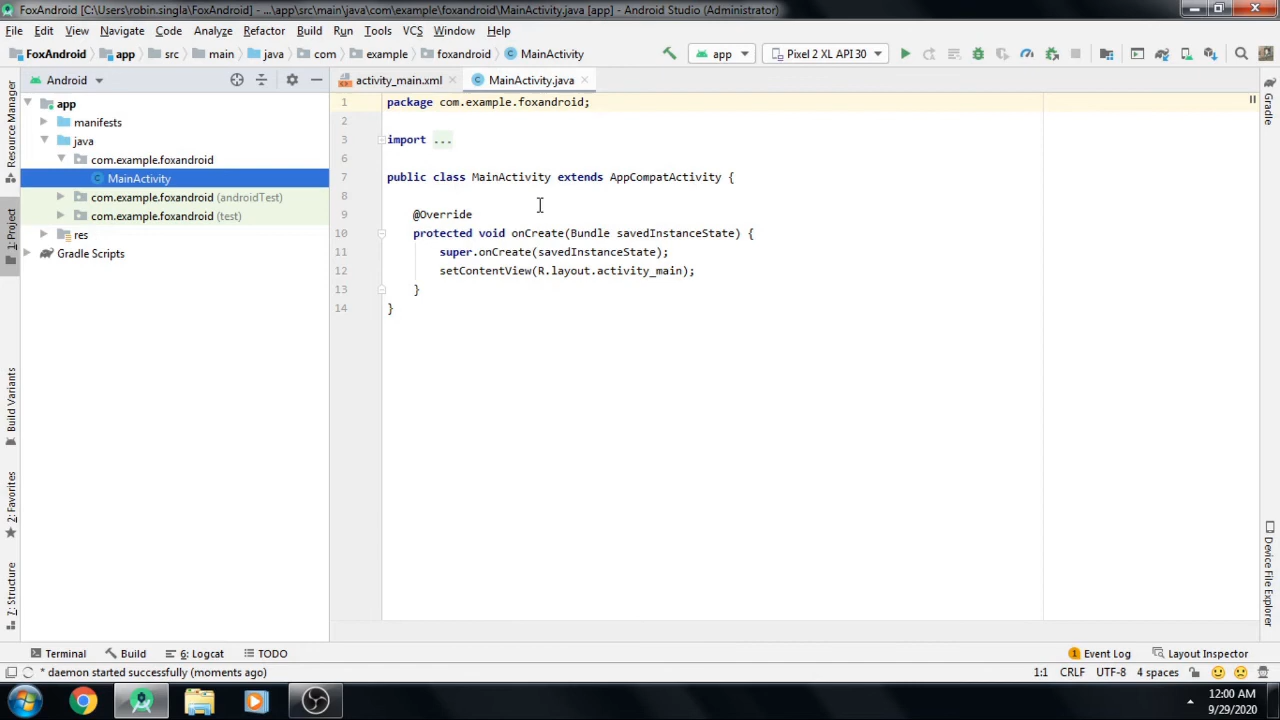 FoxAndroid [C:\Users\robin.singla\FoxAndroid] - ...\app\src\main\java\com\example\foxandroid\MainActivity.java [app] - Android Studio (Administrator)
File Edit View Navigate Code Analyze Refactor Build Run Tools VCS Window Help
FoxAndroid app src main java com example foxandroid MainActivity app Pixel 2 XL API 30
Android activity_main.xml MainActivity.java
Resource Manager
1: Project
Build Variants
2: Favorites
7: Structure
app
manifests
java
com.example.foxandroid
MainActivity
com.example.foxandroid (androidTest)
com.example.foxandroid (test)
res
Gradle Scripts
1 package com.example.foxandroid;
2
3 import ...
6
7 public class MainActivity extends AppCompatActivity {
8
9 @Override
10 protected void onCreate(Bundle savedInstanceState) {
11 super.onCreate(savedInstanceState);
12 setContentView(R.layout.activity_main);
13 }
14 }
Gradle
Device File Explorer
Terminal Build 6: Logcat TODO 1 Event Log Layout Inspector
* daemon started successfully (moments ago) 1:1 CRLF UTF-8 4 spaces
12:00 AM
9/29/2020